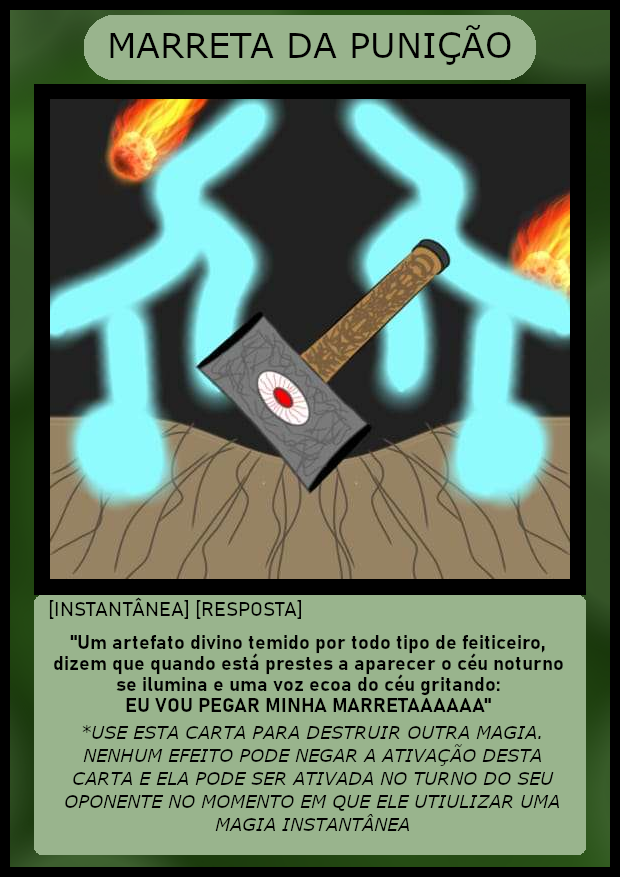 MARRETA DA PUNIÇÃO
[INSTANTÂNEA] [RESPOSTA]
"Um artefato divino temido por todo tipo de feiticeiro,
dizem que quando está prestes a aparecer o céu noturno
se ilumina e uma voz ecoa do céu gritando:
EU VOU PEGAR MINHA MARRETAAAAAA"
*USE ESTA CARTA PARA DESTRUIR OUTRA MAGIA.
NENHUM EFEITO PODE NEGAR A ATIVAÇÃO DESTA
CARTA E ELA PODE SER ATIVADA NO TURNO DO SEU
OPONENTE NO MOMENTO EM QUE ELE UTIULIZAR UMA
MAGIA INSTANTÂNEA